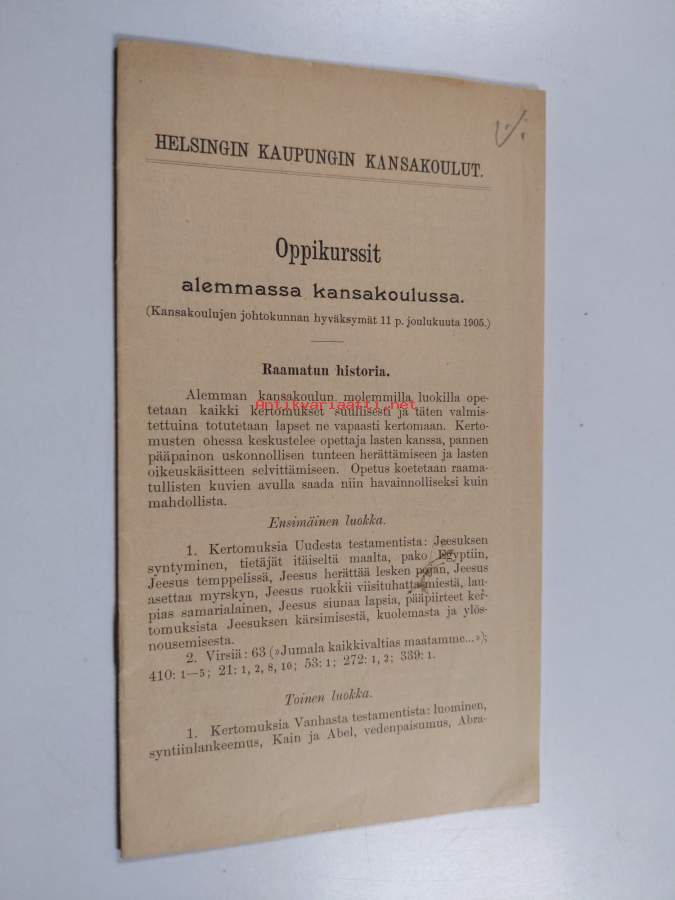 HELSINGIN KAUPUNGIN KANSAKOULUT.
Oppikurssit
alemmassa kansakoulussa.
(Kansakoulujen johtokunnan hyväksymät 11 p. joulukuuta 1905.)
Raamatun historia.
Alemman kansakoulun molemmilla luokilla ope-
tetaan kaikki kertomukset suullisesti ja täten valmis-
Antikvariaatti.net
tettuina totutetaan lapset ne vapaasti kertomaan. Kerto-
musten ohessa keskustelee opettaja lasten kanssa, pannen
pääpainon uskonnollisen tunteen herättämiseen ja lasten
oikeuskäsitteen selvittämiseen. Opetus koetetaan raama-
tullisten kuvien avulla saada niin havainnolliseksi kuin
mahdollista.
Ensimäinen luokka.
1. Kertomuksia Uudesta testamentista: Jeesuksen
syntyminen, tietäjät itäiseltä maalta, pako Egyptiin,
Jeesus temppelissä, Jeesus herättää lesken pojan, Jeesus
asettaa myrskyn, Jeesus ruokkii viisituhatta miestä, lau-
pias samarialainen, Jeesus siunaa lapsia, pääpiirteet ker-
tomuksista Jeesuksen kärsimisestä, kuolemasta ja ylös-
nousemisesta.
2. Virsiä: 63 (»Jumala kaikkivaltias maatamme...»);
410: 1—5; 21: 1, 2, 8, 10; 53: 1; 272: 1, 2; 339: 1.
Toinen luokka.
1. Kertomuksia Vanhasta testamentista: luominen,
syntiinlankeemus, Kain ja Abel, vedenpaisumus, Abra-